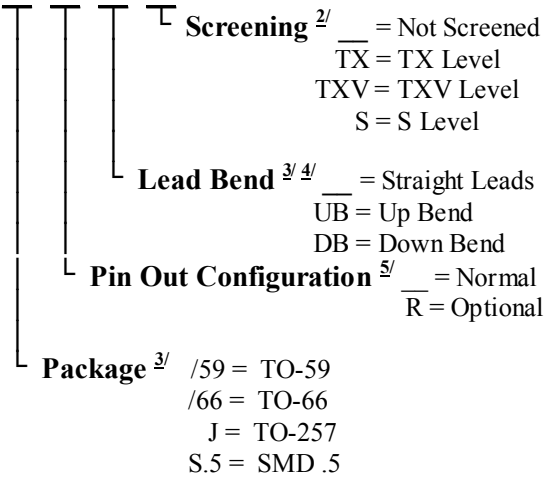 Screening 2/ __ = Not Screened
TX = TX Level
TXV = TXV Level
S = S Level
Lead Bend 3/ 4/ __ = Straight Leads
UB = Up Bend
DB = Down Bend
Pin Out Configuration 5/ __ = Normal
R = Optional
Package 3/ /59 = TO-59
/66 = TO-66
J = TO-257
S.5 = SMD .5